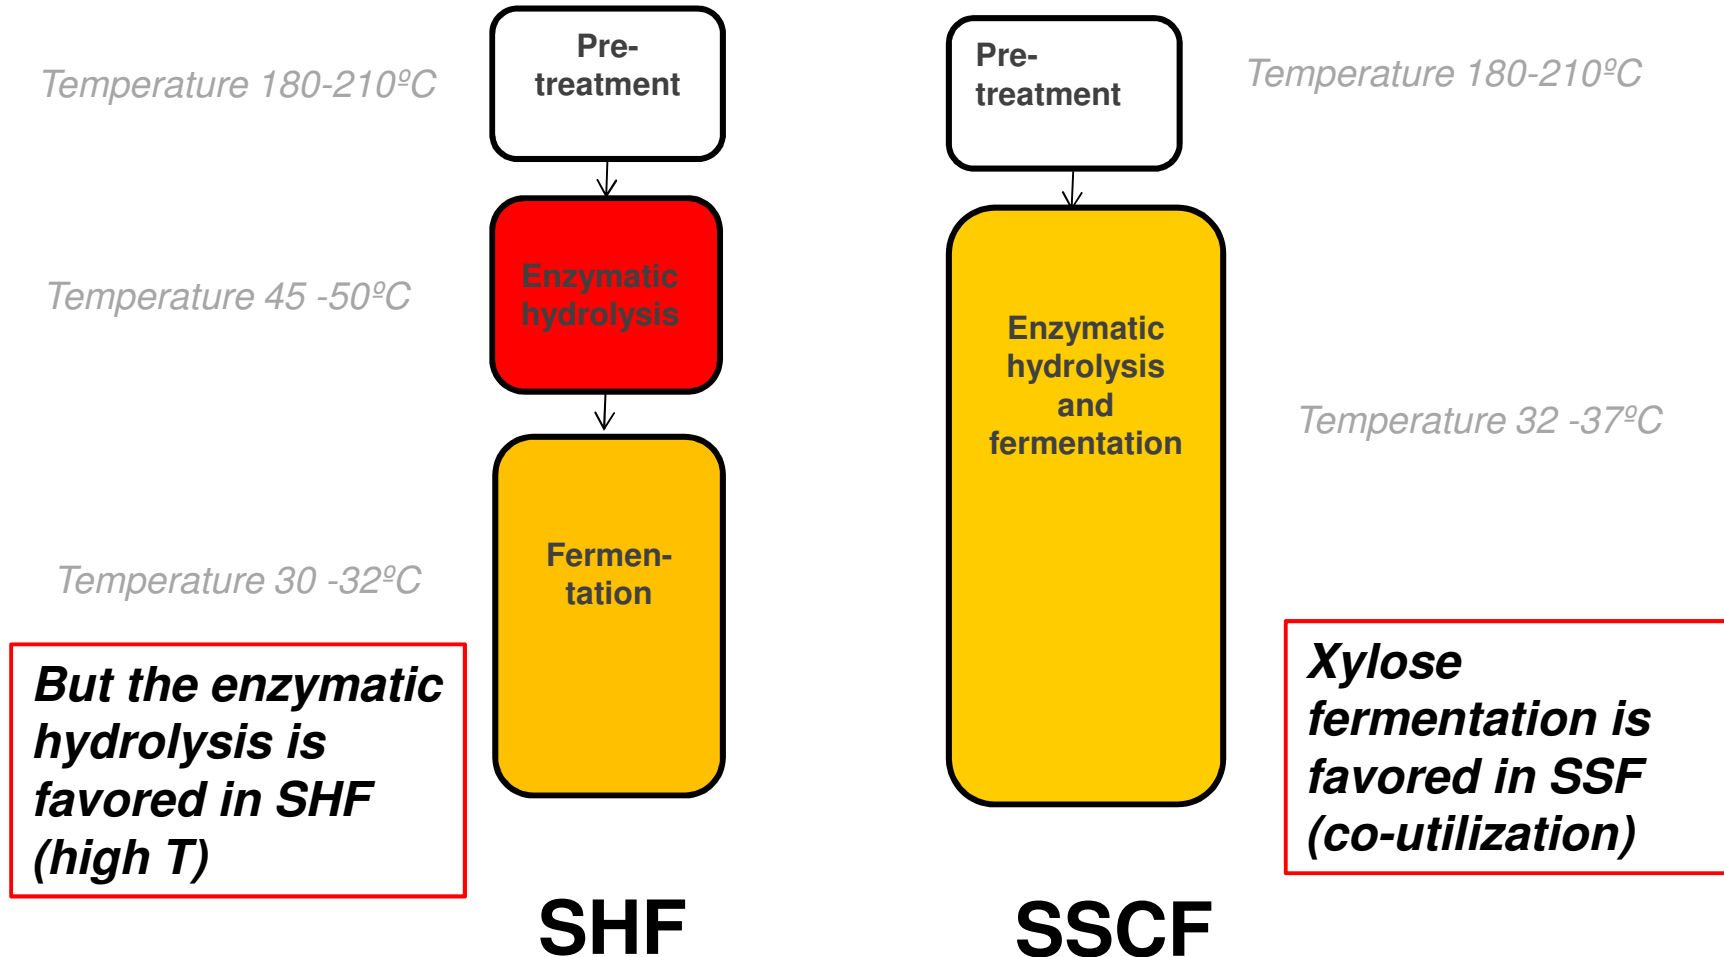 Pre-
treatment
Temperature 180-210ºC
Enzymatic
hydrolysis
Temperature 45 -50ºC
Fermen-
tation
Temperature 30 -32ºC
But the enzymatic
hydrolysis is
favored in SHF
(high T)
SHF
Pre-
treatment
Temperature 180-210ºC
Enzymatic
hydrolysis
and
fermentation
Temperature 32 -37ºC
Xylose
fermentation is
favored in SSF
(co-utilization)
SSCF